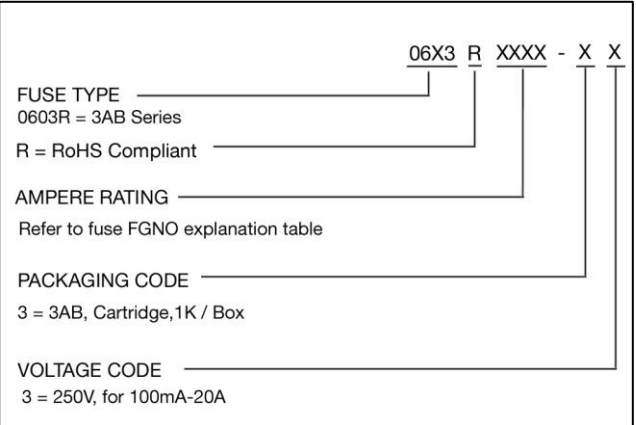 06X3 R XXXX - X X
FUSE TYPE
0603R = 3AB Series
R = RoHS Compliant
AMPERE RATING
Refer to fuse FGNO explanation table
PACKAGING CODE
3 = 3AB, Cartridge,1K / Box
VOLTAGE CODE
3 = 250V, for 100mA-20A